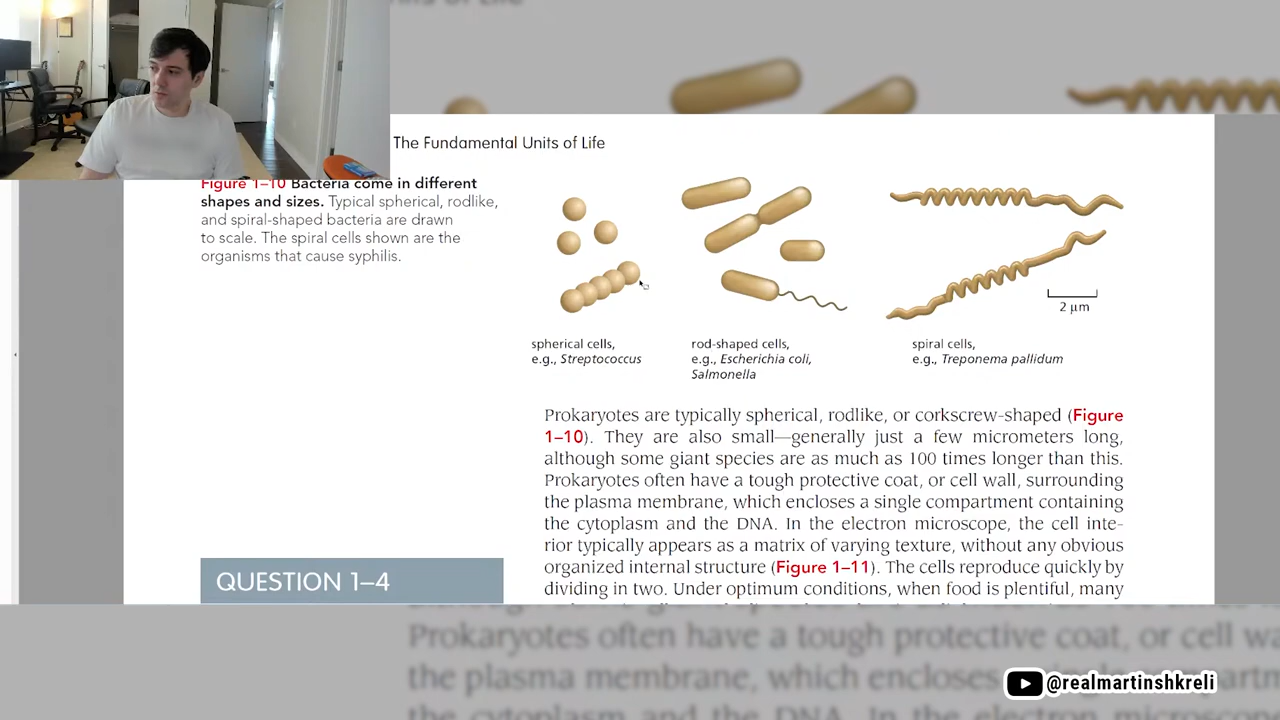 The Fundamental Units of Life
Figure 1–10 Bacteria come in different
shapes and sizes. Typical spherical, rodlike,
and spiral-shaped bacteria are drawn
to scale. The spiral cells shown are the
organisms that cause syphilis.
2 μm
spherical cells,
e.g., Streptococcus
rod-shaped cells,
e.g., Escherichia coli,
Salmonella
spiral cells,
e.g., Treponema pallidum
Prokaryotes are typically spherical, rodlike, or corkscrew-shaped (Figure
1–10). They are also small—generally just a few micrometers long,
although some giant species are as much as 100 times longer than this.
Prokaryotes often have a tough protective coat, or cell wall, surrounding
the plasma membrane, which encloses a single compartment containing
the cytoplasm and the DNA. In the electron microscope, the cell inte-
rior typically appears as a matrix of varying texture, without any obvious
organized internal structure (Figure 1–11). The cells reproduce quickly by
dividing in two. Under optimum conditions, when food is plentiful, many
QUESTION 1–4
Prokaryotes often have a tough protective coat, or cell wa
the plasma membrane, which encloses
@realmartinshkreli